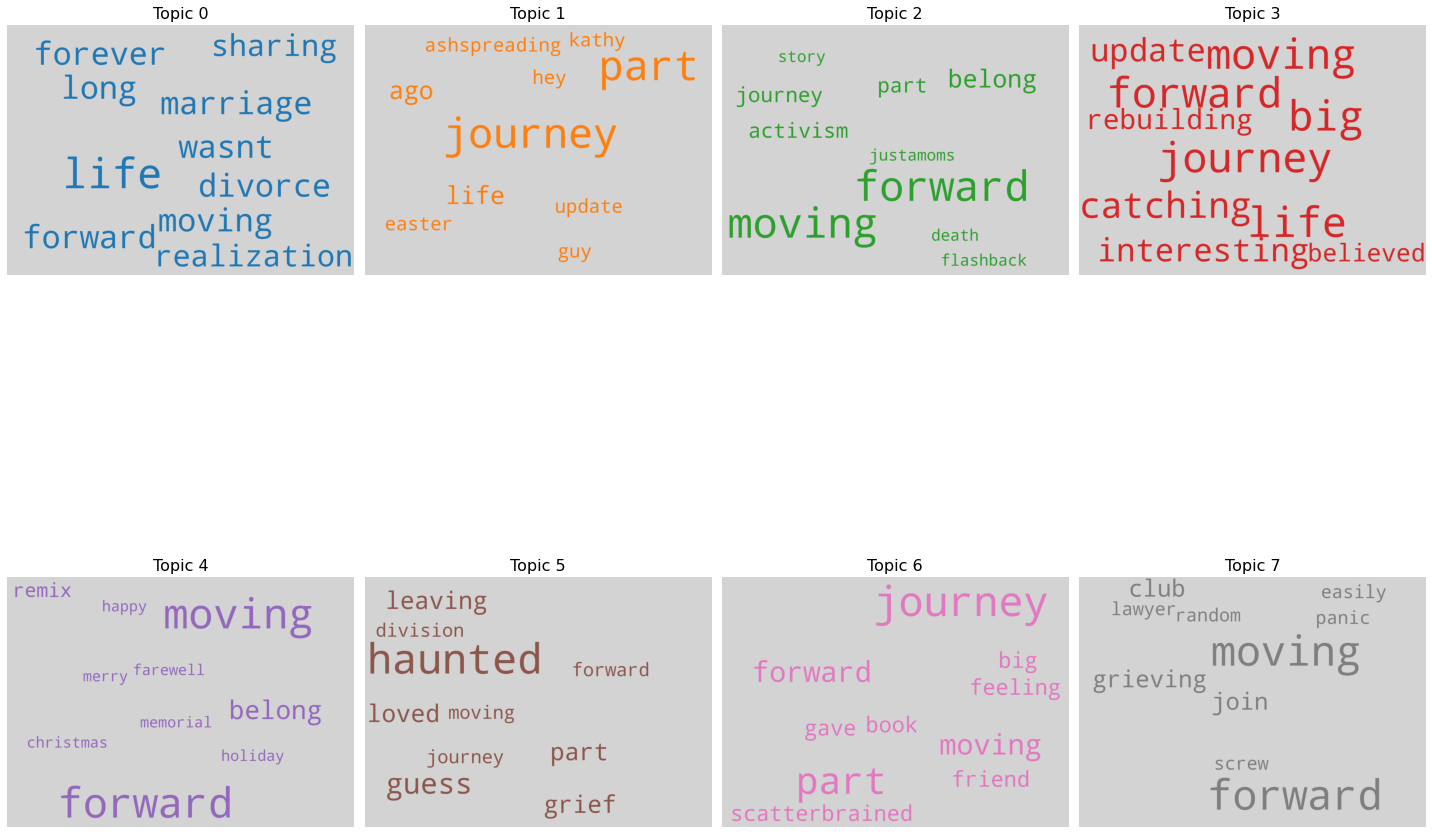 Topic 0
sharing
forever
long
marriage
wasnt
life
divorce
moving
forward
realization
Topic 1
kathy
ashspreading
part
hey
ago
journey
life
update
easter
guy
Topic 2
story
belong
part
journey
activism
justamoms
forward
moving
death
flashback
Topic 3
update
moving
forward
rebuilding
big
journey
catching
life
interesting
believed
Topic 4
remix
happy
moving
farewell
merry
belong
memorial
christmas
holiday
forward
Topic 5
leaving
division
haunted
forward
loved
moving
part
journey
guess
grief
Topic 6
journey
big
forward
feeling
gave
book
moving
part
friend
scatterbrained
Topic 7
club
easily
lawyer
random
panic
moving
grieving
join
screw
forward